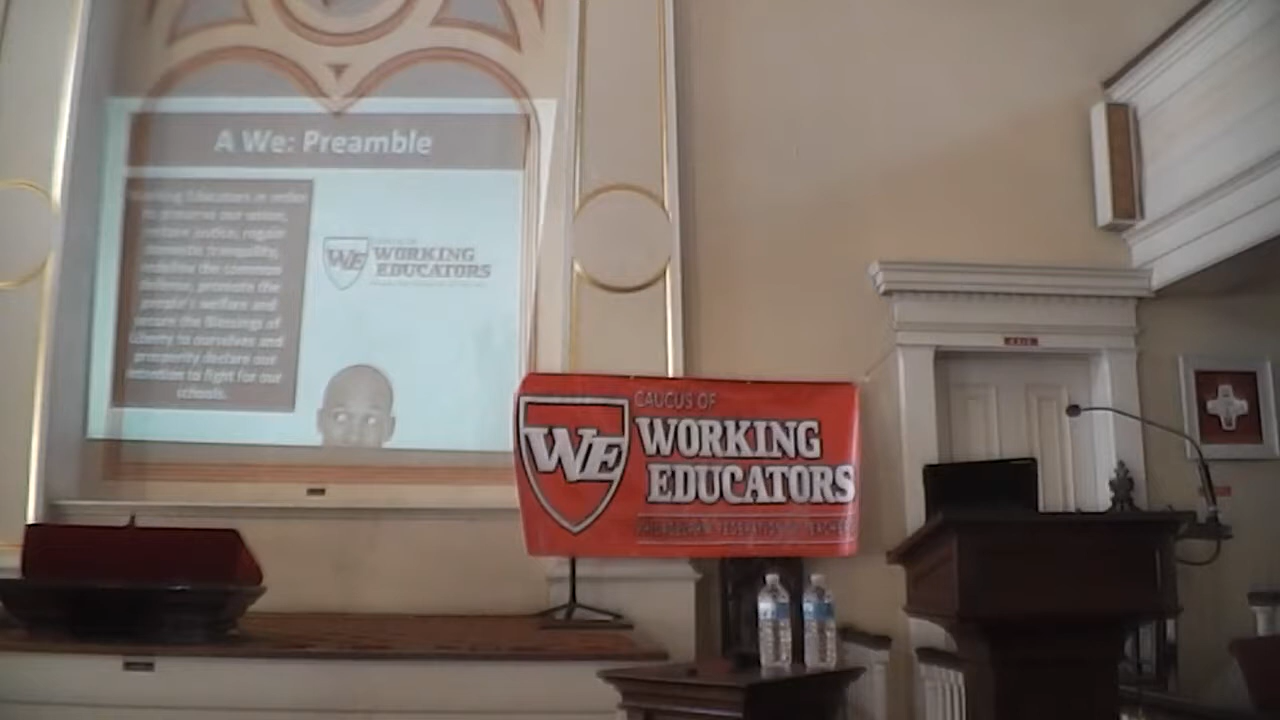 A We: Preamble
Working Educators in order
to preserve our union,
restore justice, regain
domestic tranquility,
redefine the common
defense, promote the
people's welfare and
secure the Blessings of
Liberty to ourselves and
prosperity declare our
intention to fight for our
schools.
WE
WORKING
EDUCATORS
CAUCUS OF
WE
WORKING
EDUCATORS
EXIT